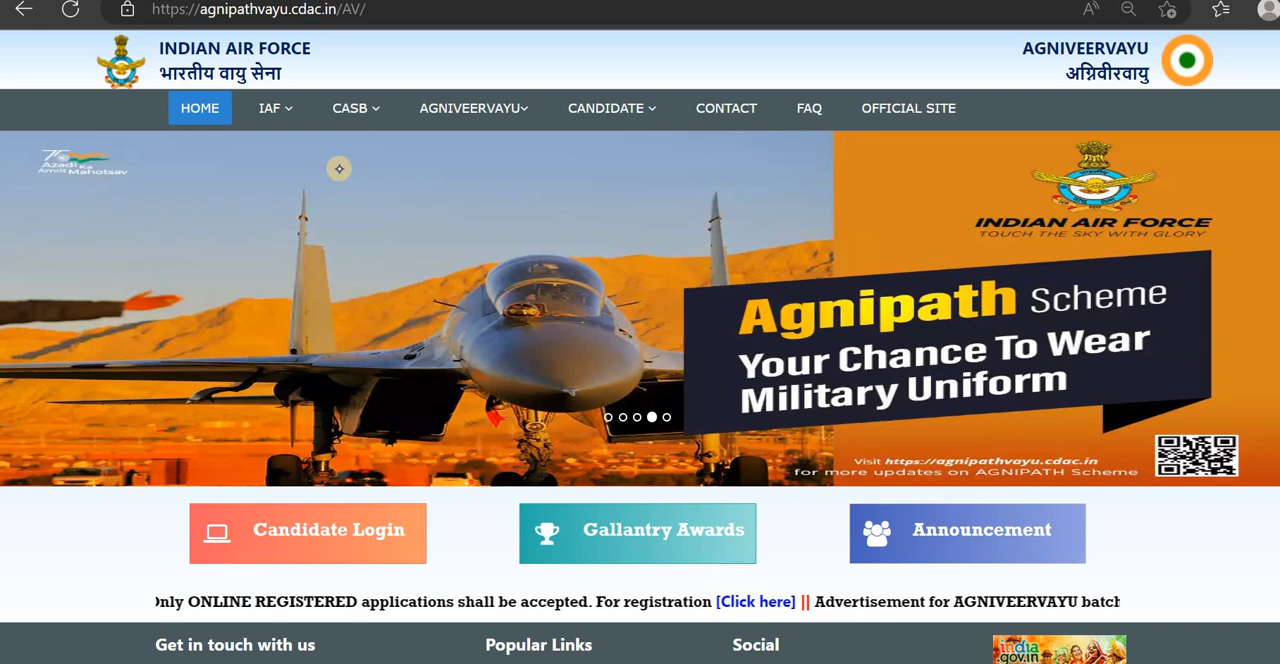 https://agnipathvayu.cdac.in/AV/
INDIAN AIR FORCE
भारतीय वायु सेना
AGNIVEERVAYU
अग्निवीरवायु
HOME IAF CASB AGNIVEERVAYU CANDIDATE CONTACT FAQ OFFICIAL SITE
75
Azadi Ka
Amrit Mahotsav
INDIAN AIR FORCE
TOUCH THE SKY WITH GLORY
Agnipath Scheme
Your Chance To Wear
Military Uniform
Visit https://agnipathvayu.cdac.in
for more updates on AGNIPATH Scheme
Candidate Login
Gallantry Awards
Announcement
Only ONLINE REGISTERED applications shall be accepted. For registration [Click here] || Advertisement for AGNIVEERVAYU batch
Get in touch with us
Popular Links
Social
india
.gov.in